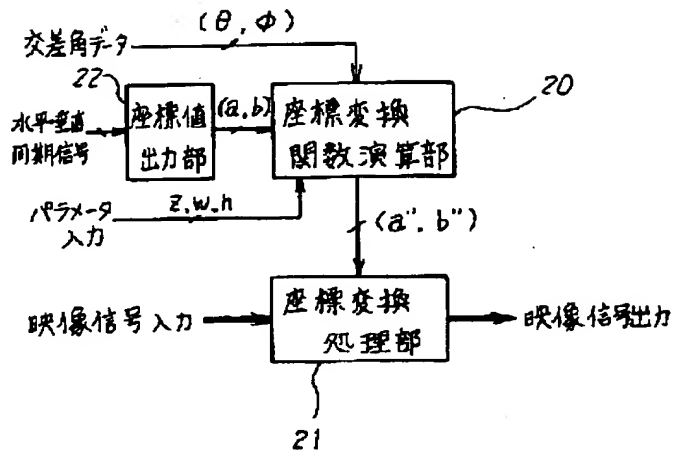 (θ, φ)
交差角データ
22
20
水平・垂直
同期信号
座標値
出力部
(a, b)
座標変換
関数演算部
パラメータ
入力
z, w, h
(a", b")
映像信号入力
座標変換
処理部
映像信号出力
21